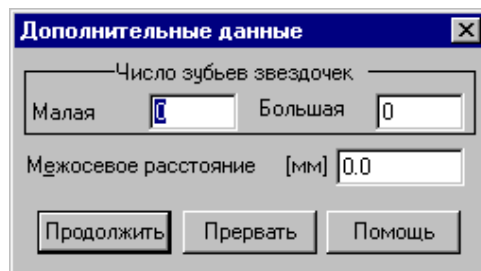 Дополнительные данные
Число зубьев звездочек
Малая 0 Большая 0
Межосевое расстояние [мм] 0.0
Продолжить Прервать Помощь